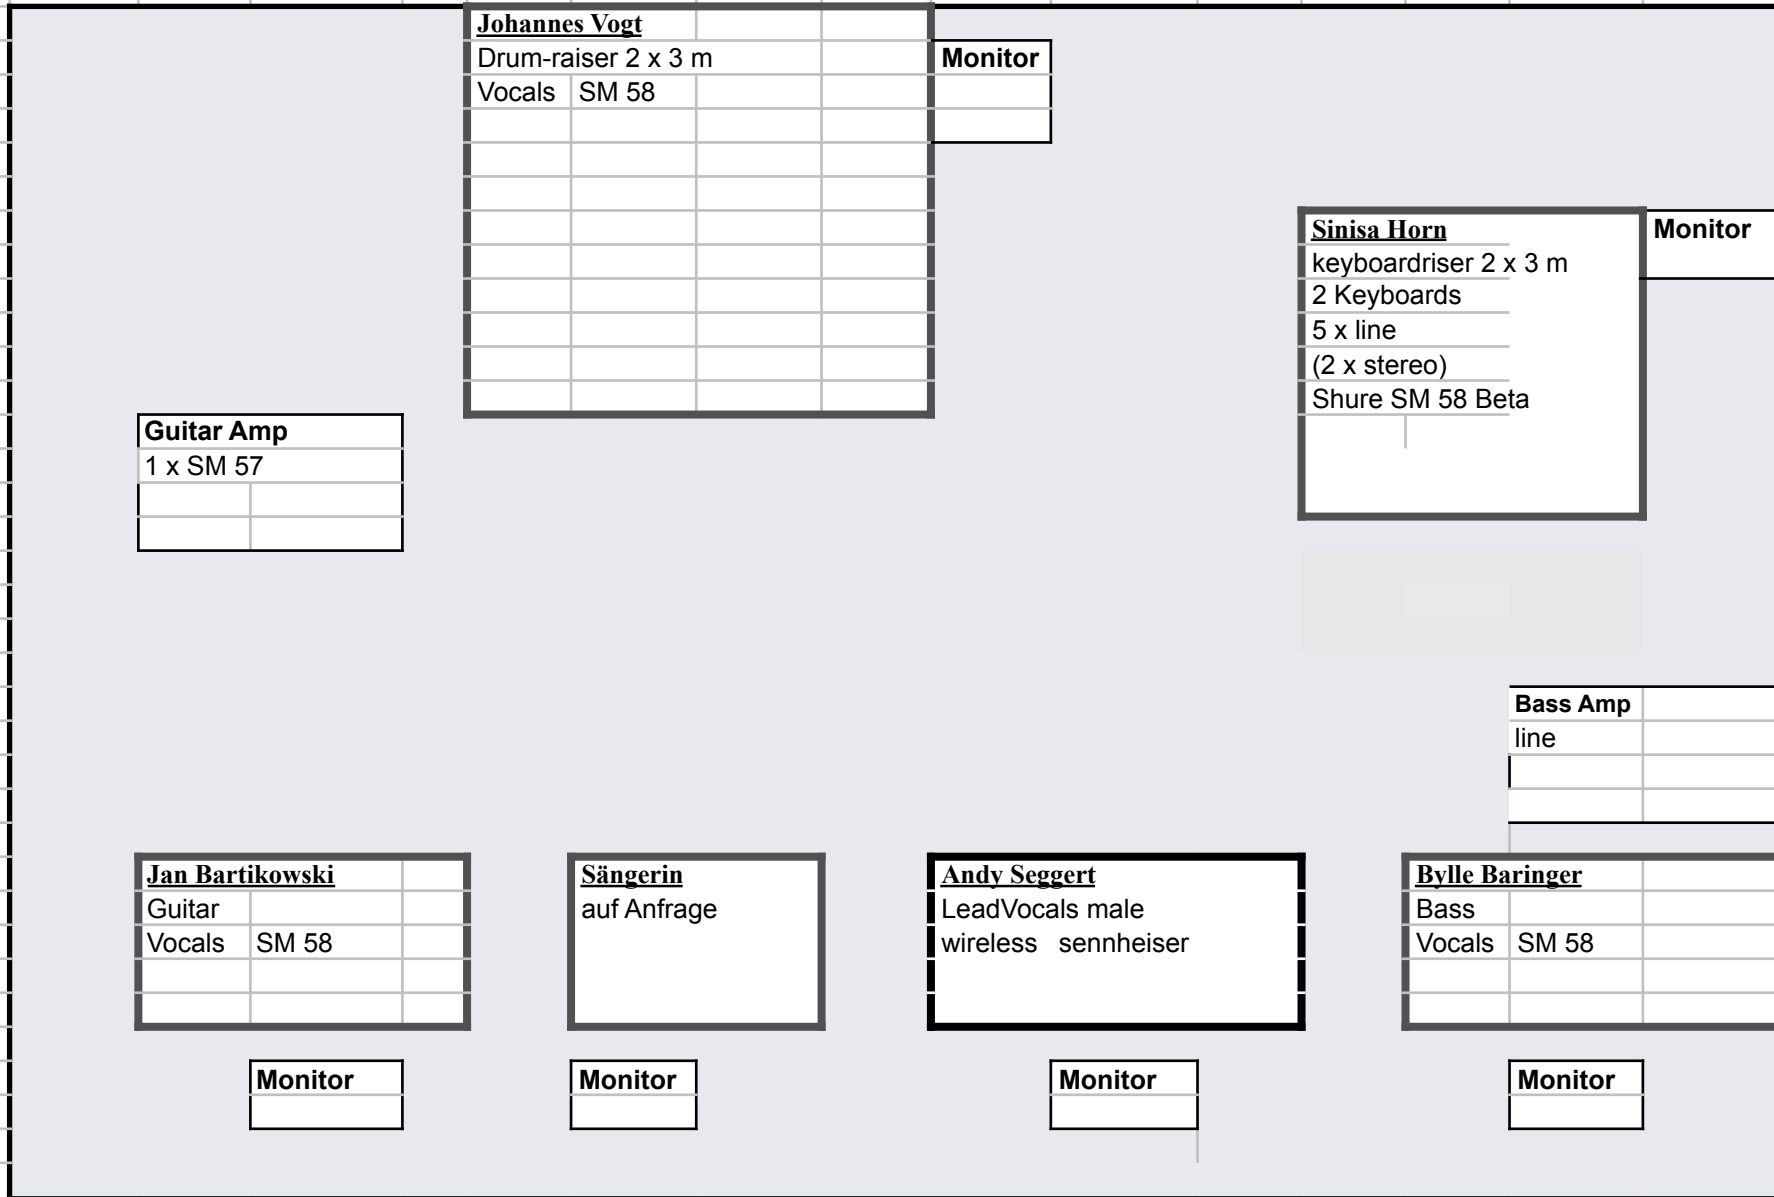 Johannes Vogt
Drum-raiser 2 x 3 m
Vocals SM 58
Monitor
Sinisa Horn
keyboardriser 2 x 3 m
2 Keyboards
5 x line
(2 x stereo)
Shure SM 58 Beta
Monitor
Guitar Amp
1 x SM 57
Bass Amp
line
Jan Bartikowski
Guitar
Vocals SM 58
Sängerin
auf Anfrage
Andy Seggert
LeadVocals male
wireless sennheiser
Bylle Baringer
Bass
Vocals SM 58
Monitor
Monitor
Monitor
Monitor